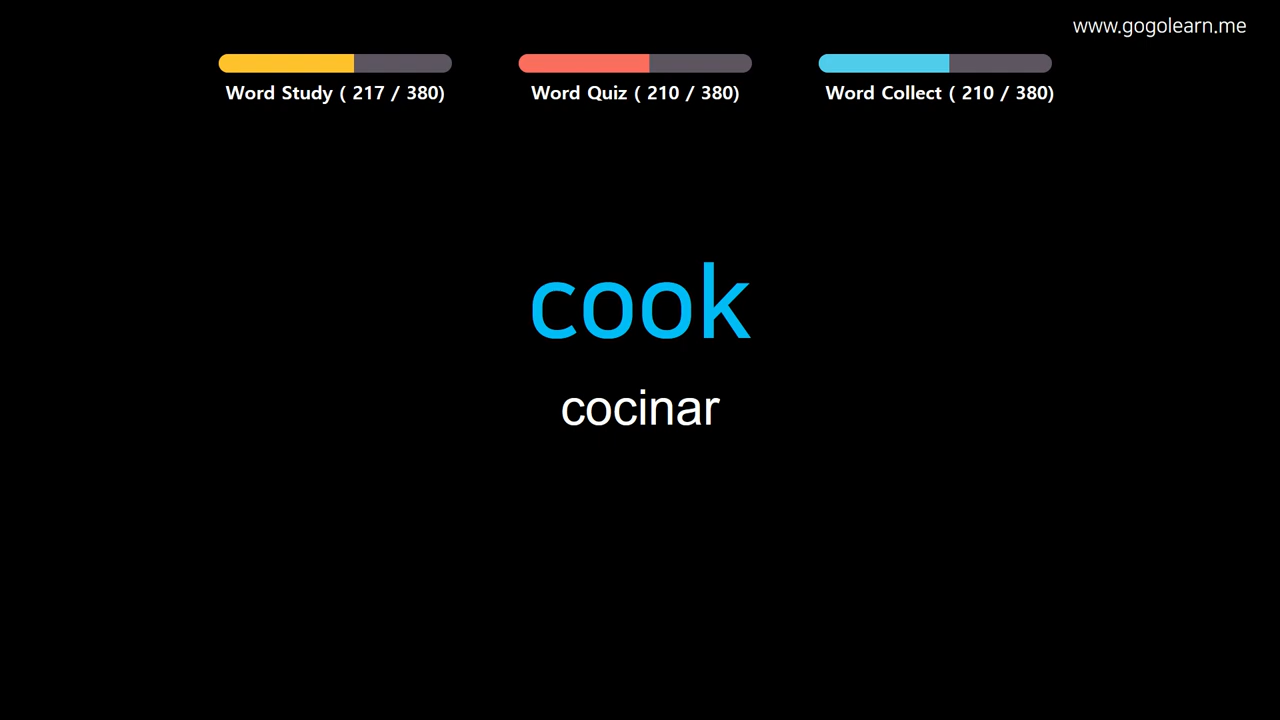 www.gogolearn.me
Word Study ( 217 / 380)
Word Quiz ( 210 / 380)
Word Collect ( 210 / 380)
cook
cocinar